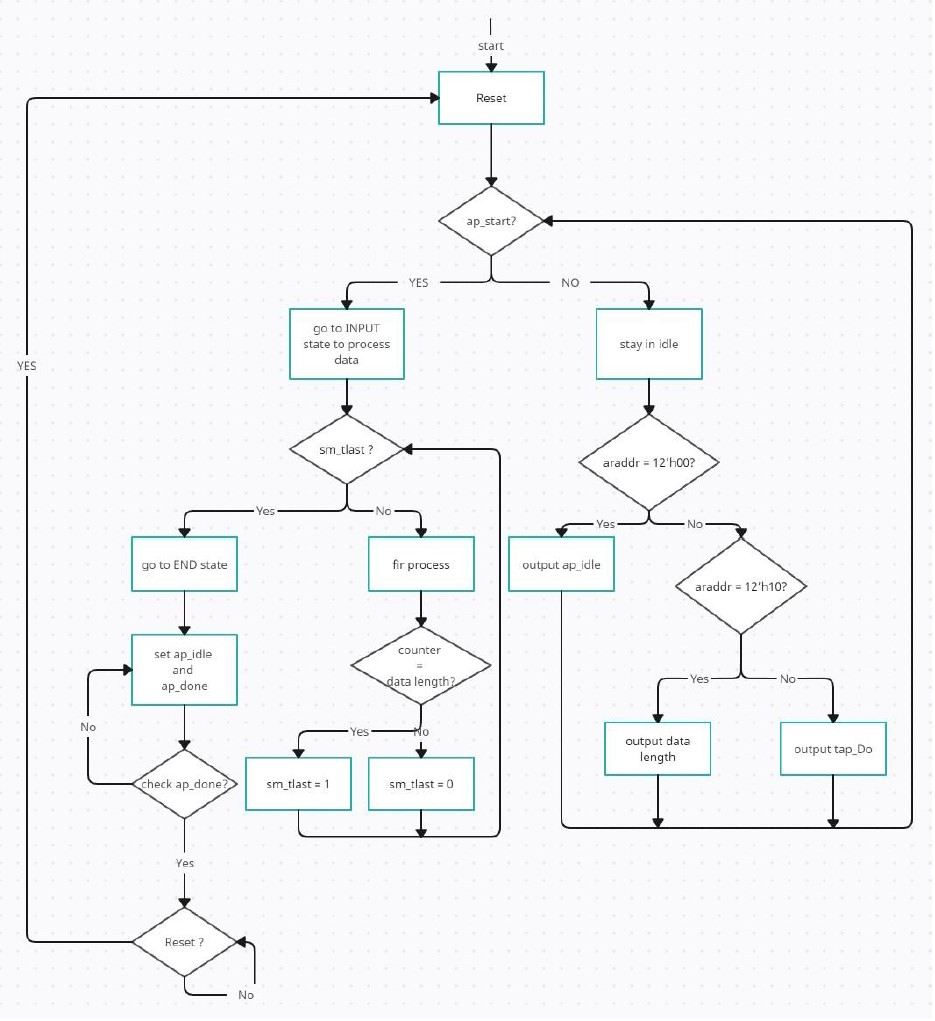 start
Reset
ap_start?
YES
NO
go to INPUT
state to process
data
stay in Idle
YES
sm_tlast ?
araddr = 12'h00?
Yes
No
Yes
No
go to END state
fir process
output ap_idle
araddr = 12'h10?
set ap_idle
and
ap_done
counter
=
data length?
Yes
No
No
Yes
No
output data
length
output tap_Do
check ap_done?
sm_tlast = 1
sm_tlast = 0
Yes
Reset ?
No